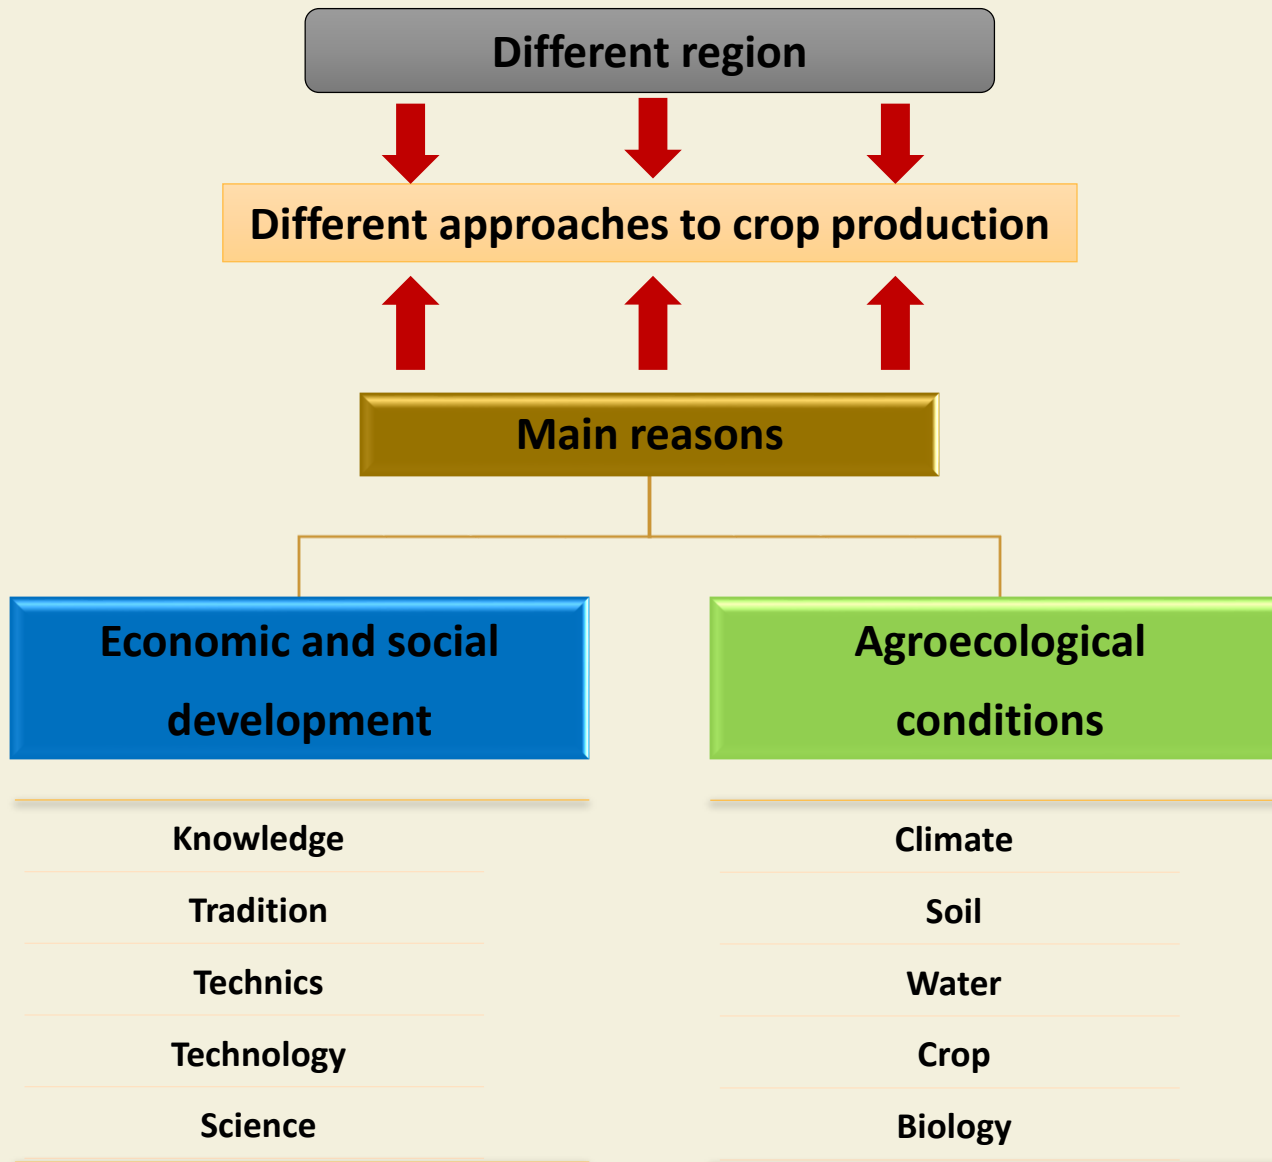 Different region
Different approaches to crop production
Main reasons
Economic and social
development
Knowledge
Tradition
Technics
Technology
Science
Agroecological
conditions
Climate
Soil
Water
Crop
Biology